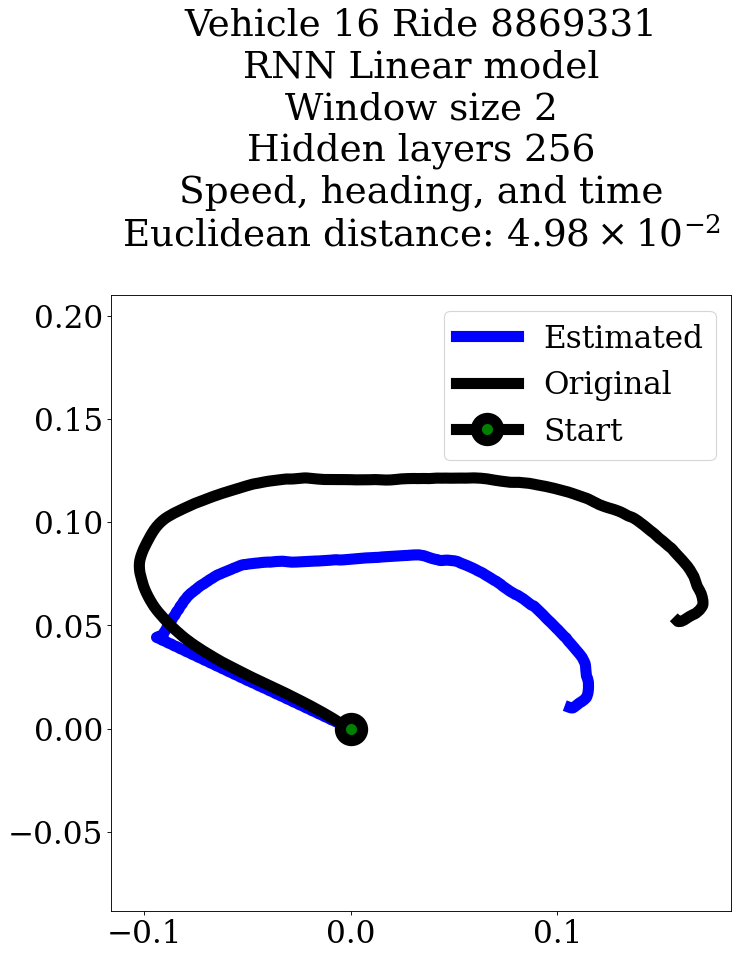 Vehicle 16 Ride 8869331
RNN Linear model
Window size 2
Hidden layers 256
Speed, heading, and time
Euclidean distance: 4.98 × 10⁻²
Estimated
Original
Start
0.20
0.15
0.10
0.05
0.00
−0.05
−0.1
0.0
0.1